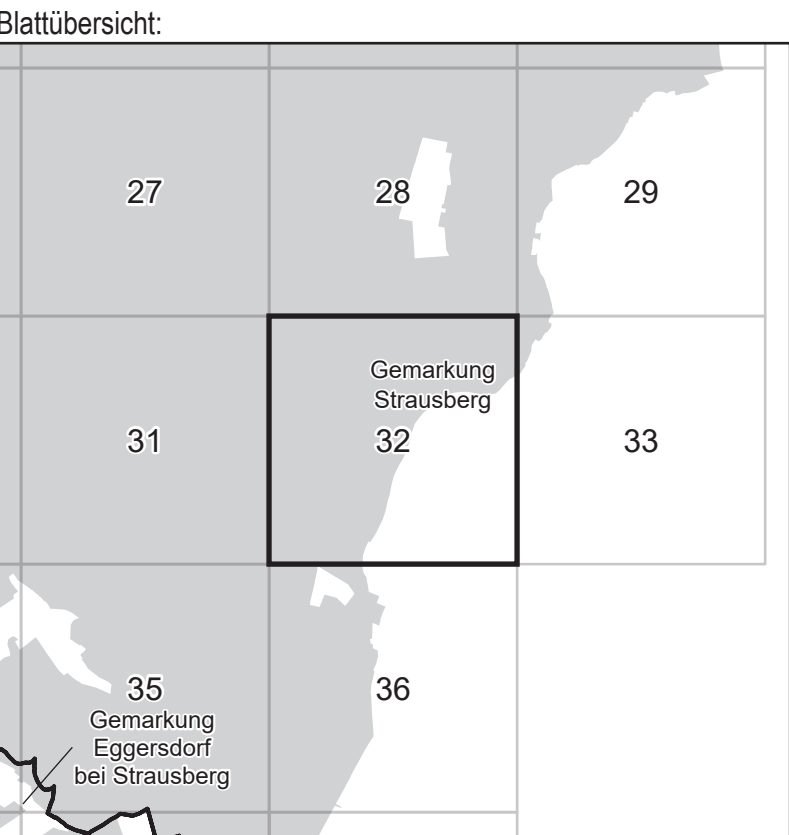 Blattübersicht:
27
28
29
Gemarkung
Strausberg
31
32
33
35
36
Gemarkung
Eggersdorf
bei Strausberg